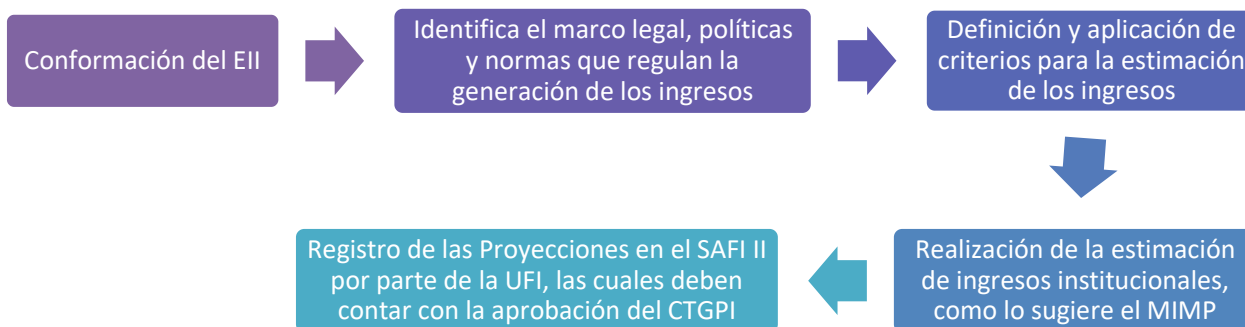 Conformación del EII
Identifica el marco legal, políticas
y normas que regulan la
generación de los ingresos
Definición y aplicación de
criterios para la estimación
de los ingresos
Realización de la estimación
de ingresos institucionales,
como lo sugiere el MIMP
Registro de las Proyecciones en el SAFI II
por parte de la UFI, las cuales deben
contar con la aprobación del CTGPI